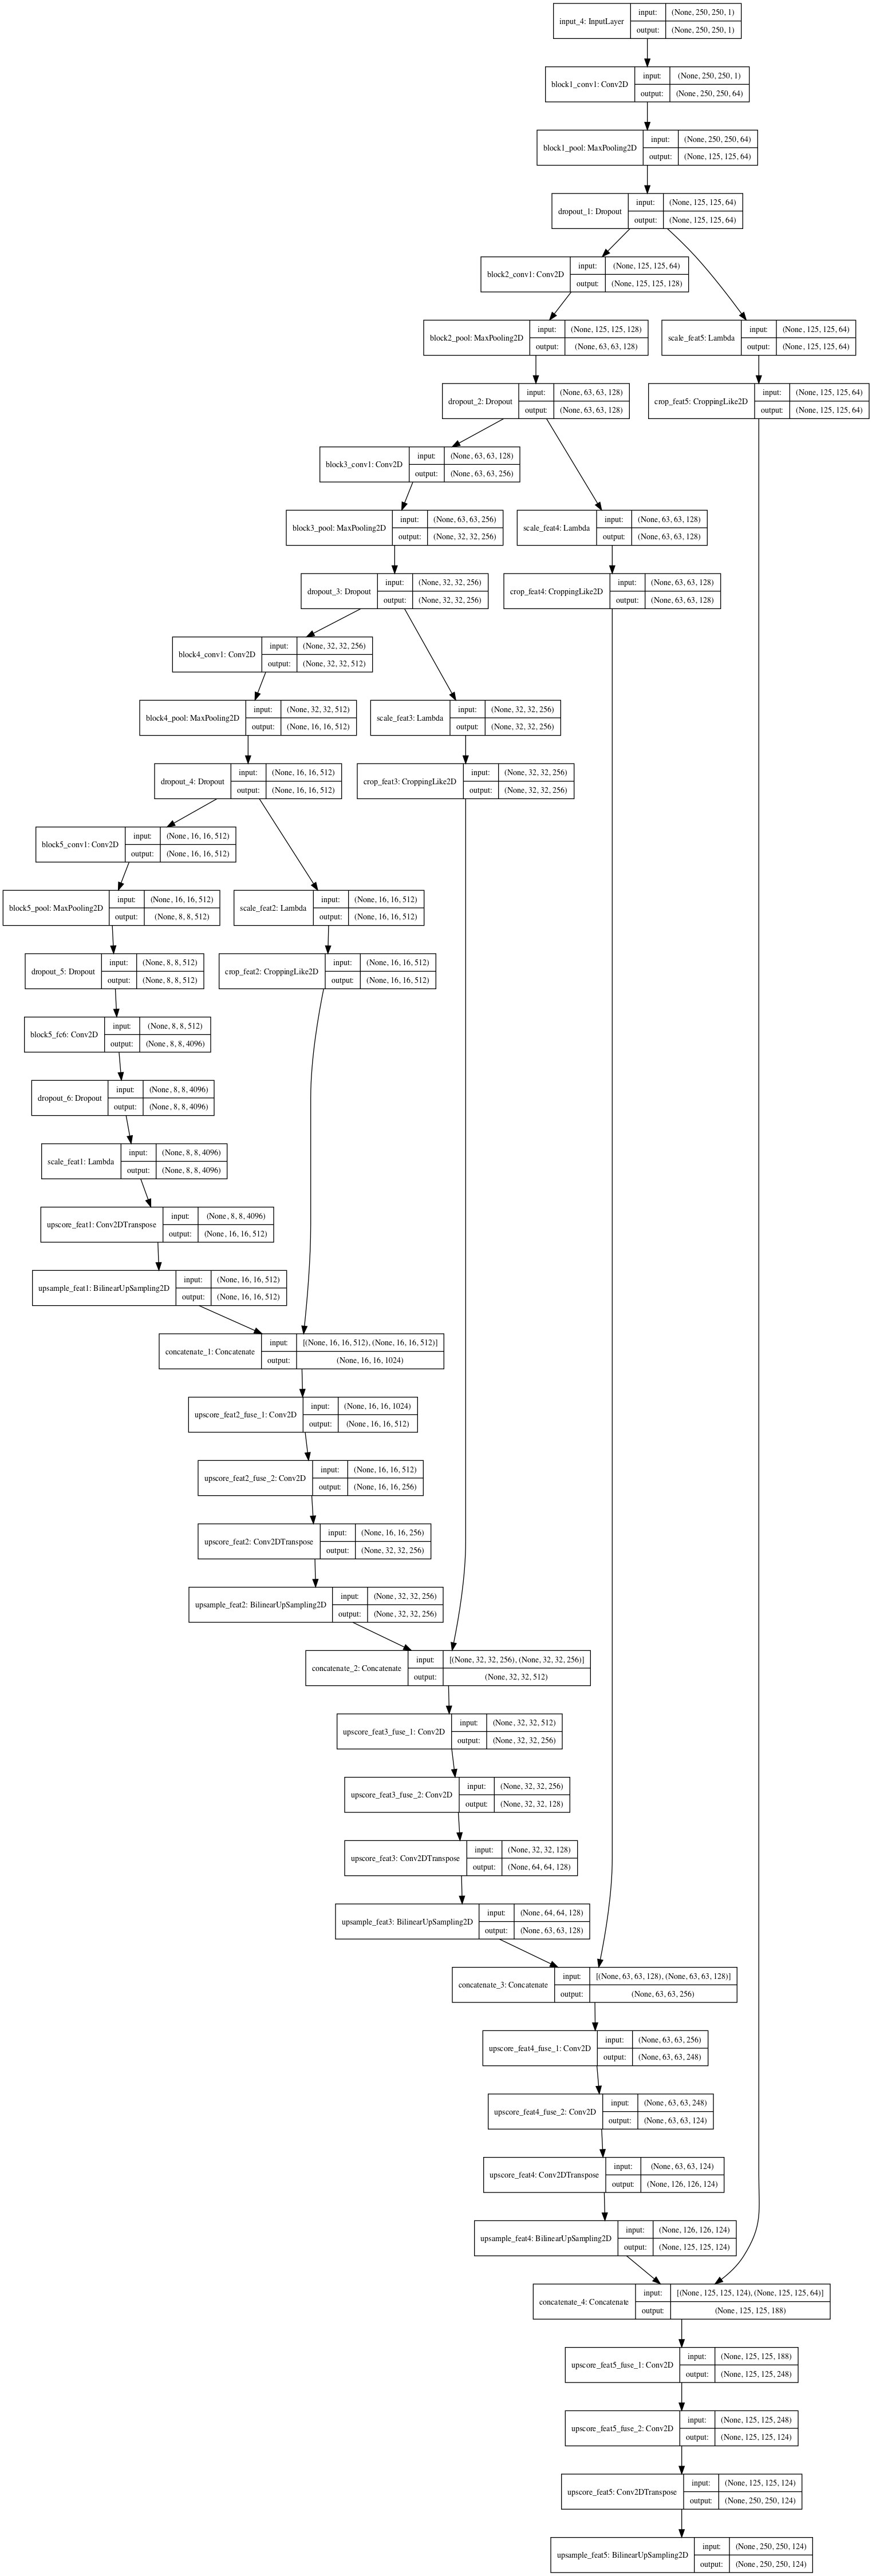 input_4: InputLayer
input: (None, 250, 250, 1)
output: (None, 250, 250, 1)
block1_conv1: Conv2D
input: (None, 250, 250, 1)
output: (None, 250, 250, 64)
block1_pool: MaxPooling2D
input: (None, 250, 250, 64)
output: (None, 125, 125, 64)
dropout_1: Dropout
input: (None, 125, 125, 64)
output: (None, 125, 125, 64)
block2_conv1: Conv2D
input: (None, 125, 125, 64)
output: (None, 125, 125, 128)
block2_pool: MaxPooling2D
input: (None, 125, 125, 128)
output: (None, 63, 63, 128)
scale_feat5: Lambda
input: (None, 125, 125, 64)
output: (None, 125, 125, 64)
dropout_2: Dropout
input: (None, 63, 63, 128)
output: (None, 63, 63, 128)
crop_feat5: CroppingLike2D
input: (None, 125, 125, 64)
output: (None, 125, 125, 64)
block3_conv1: Conv2D
input: (None, 63, 63, 128)
output: (None, 63, 63, 256)
block3_pool: MaxPooling2D
input: (None, 63, 63, 256)
output: (None, 32, 32, 256)
scale_feat4: Lambda
input: (None, 63, 63, 128)
output: (None, 63, 63, 128)
dropout_3: Dropout
input: (None, 32, 32, 256)
output: (None, 32, 32, 256)
crop_feat4: CroppingLike2D
input: (None, 63, 63, 128)
output: (None, 63, 63, 128)
block4_conv1: Conv2D
input: (None, 32, 32, 256)
output: (None, 32, 32, 512)
block4_pool: MaxPooling2D
input: (None, 32, 32, 512)
output: (None, 16, 16, 512)
scale_feat3: Lambda
input: (None, 32, 32, 256)
output: (None, 32, 32, 256)
dropout_4: Dropout
input: (None, 16, 16, 512)
output: (None, 16, 16, 512)
crop_feat3: CroppingLike2D
input: (None, 32, 32, 256)
output: (None, 32, 32, 256)
block5_conv1: Conv2D
input: (None, 16, 16, 512)
output: (None, 16, 16, 512)
block5_pool: MaxPooling2D
input: (None, 16, 16, 512)
output: (None, 8, 8, 512)
scale_feat2: Lambda
input: (None, 16, 16, 512)
output: (None, 16, 16, 512)
dropout_5: Dropout
input: (None, 8, 8, 512)
output: (None, 8, 8, 512)
crop_feat2: CroppingLike2D
input: (None, 16, 16, 512)
output: (None, 16, 16, 512)
block5_fc6: Conv2D
input: (None, 8, 8, 512)
output: (None, 8, 8, 4096)
dropout_6: Dropout
input: (None, 8, 8, 4096)
output: (None, 8, 8, 4096)
scale_feat1: Lambda
input: (None, 8, 8, 4096)
output: (None, 8, 8, 4096)
upscore_feat1: Conv2DTranspose
input: (None, 8, 8, 4096)
output: (None, 16, 16, 512)
upsample_feat1: BilinearUpSampling2D
input: (None, 16, 16, 512)
output: (None, 16, 16, 512)
concatenate_1: Concatenate
input: [(None, 16, 16, 512), (None, 16, 16, 512)]
output: (None, 16, 16, 1024)
upscore_feat2_fuse_1: Conv2D
input: (None, 16, 16, 1024)
output: (None, 16, 16, 512)
upscore_feat2_fuse_2: Conv2D
input: (None, 16, 16, 512)
output: (None, 16, 16, 256)
upscore_feat2: Conv2DTranspose
input: (None, 16, 16, 256)
output: (None, 32, 32, 256)
upsample_feat2: BilinearUpSampling2D
input: (None, 32, 32, 256)
output: (None, 32, 32, 256)
concatenate_2: Concatenate
input: [(None, 32, 32, 256), (None, 32, 32, 256)]
output: (None, 32, 32, 512)
upscore_feat3_fuse_1: Conv2D
input: (None, 32, 32, 512)
output: (None, 32, 32, 256)
upscore_feat3_fuse_2: Conv2D
input: (None, 32, 32, 256)
output: (None, 32, 32, 128)
upscore_feat3: Conv2DTranspose
input: (None, 32, 32, 128)
output: (None, 64, 64, 128)
upsample_feat3: BilinearUpSampling2D
input: (None, 64, 64, 128)
output: (None, 63, 63, 128)
concatenate_3: Concatenate
input: [(None, 63, 63, 128), (None, 63, 63, 128)]
output: (None, 63, 63, 256)
upscore_feat4_fuse_1: Conv2D
input: (None, 63, 63, 256)
output: (None, 63, 63, 248)
upscore_feat4_fuse_2: Conv2D
input: (None, 63, 63, 248)
output: (None, 63, 63, 124)
upscore_feat4: Conv2DTranspose
input: (None, 63, 63, 124)
output: (None, 126, 126, 124)
upsample_feat4: BilinearUpSampling2D
input: (None, 126, 126, 124)
output: (None, 125, 125, 124)
concatenate_4: Concatenate
input: [(None, 125, 125, 124), (None, 125, 125, 64)]
output: (None, 125, 125, 188)
upscore_feat5_fuse_1: Conv2D
input: (None, 125, 125, 188)
output: (None, 125, 125, 248)
upscore_feat5_fuse_2: Conv2D
input: (None, 125, 125, 248)
output: (None, 125, 125, 124)
upscore_feat5: Conv2DTranspose
input: (None, 125, 125, 124)
output: (None, 250, 250, 124)
upsample_feat5: BilinearUpSampling2D
input: (None, 250, 250, 124)
output: (None, 250, 250, 124)